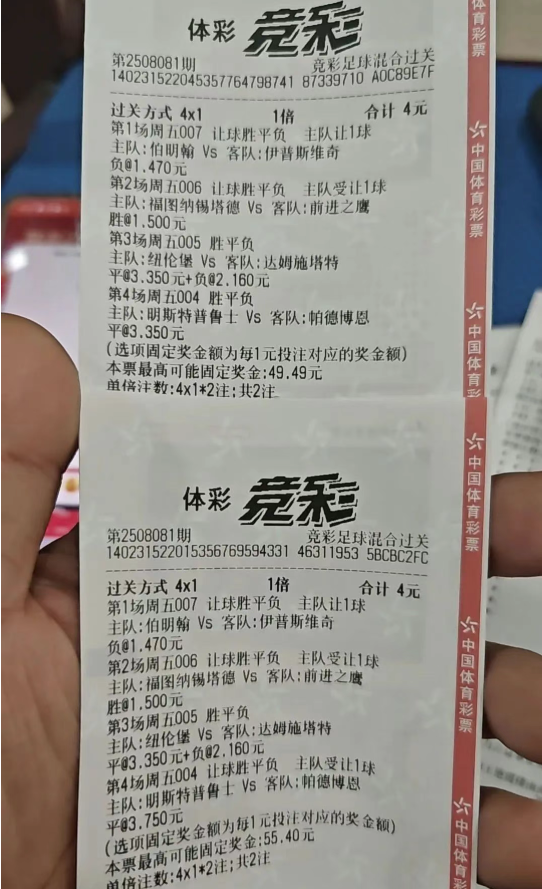 体彩 竞彩
第2508081期 竞彩足球混合过关
140231522045357764798741 87339710 A0C89E7F
过关方式 4x1 1倍 合计 4元
第1场周五007 让球胜平负 主队让1球
主队:伯明翰 Vs 客队:伊普斯维奇
负@1.470元
第2场周五006 让球胜平负 主队受让1球
主队:福图纳锡塔德 Vs 客队:前进之鹰
胜@1.500元
第3场周五005 胜平负
主队:纽伦堡 Vs 客队:达姆施塔特
平@3.350元+负@2.160元
第4场周五004 胜平负
主队:明斯特普鲁士 Vs 客队:帕德博恩
平@3.350元
(选项固定奖金额为每1元投注对应的奖金额)
本票最高可能固定奖金:49.49元
单倍注数:4x1*2注;共2注
体育彩票
中国体育彩票
中国体育彩票
体彩 竞彩
第2508081期 竞彩足球混合过关
140231522015356769594331 46311953 5BCBC2FC
过关方式 4x1 1倍 合计 4元
第1场周五007 让球胜平负 主队让1球
主队:伯明翰 Vs 客队:伊普斯维奇
负@1.470元
第2场周五006 让球胜平负 主队受让1球
主队:福图纳锡塔德 Vs 客队:前进之鹰
胜@1.500元
第3场周五005 胜平负
主队:纽伦堡 Vs 客队:达姆施塔特
平@3.350元+负@2.160元
第4场周五004 让球胜平负 主队受让1球
主队:明斯特普鲁士 Vs 客队:帕德博恩
平@3.750元
(选项固定奖金额为每1元投注对应的奖金额)
本票最高可能固定奖金:55.40元
单倍注数:4x1*2注;共2注
中国体育彩票
中国体育彩票
中国体育彩票